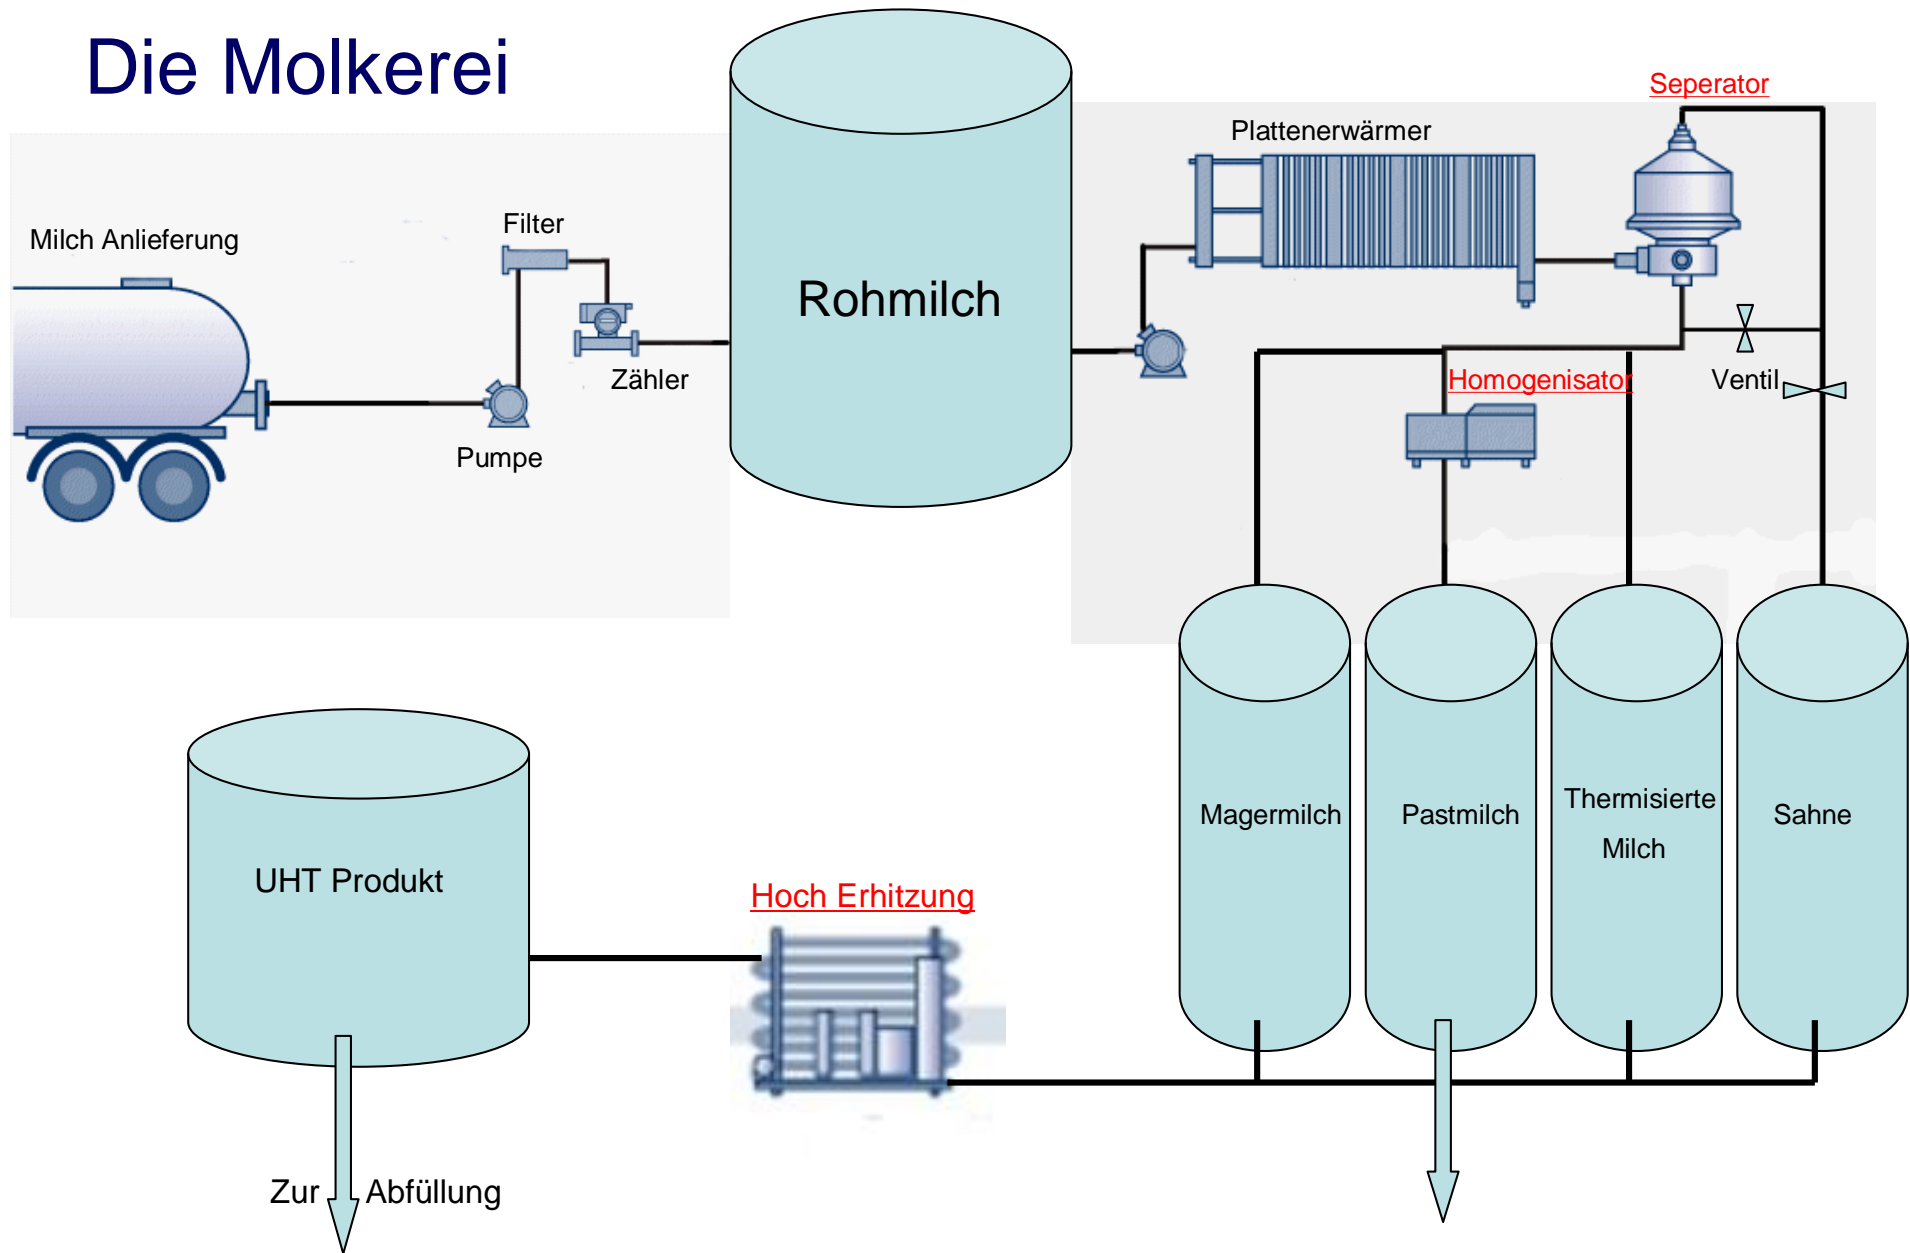 Die Molkerei
Seperator
Plattenerwärmer
Filter
Milch Anlieferung
Rohmilch
Zähler
Homogenisator
Ventil
Pumpe
Magermilch
Pastmilch
Thermisierte
Milch
Sahne
UHT Produkt
Hoch Erhitzung
Zur Abfüllung